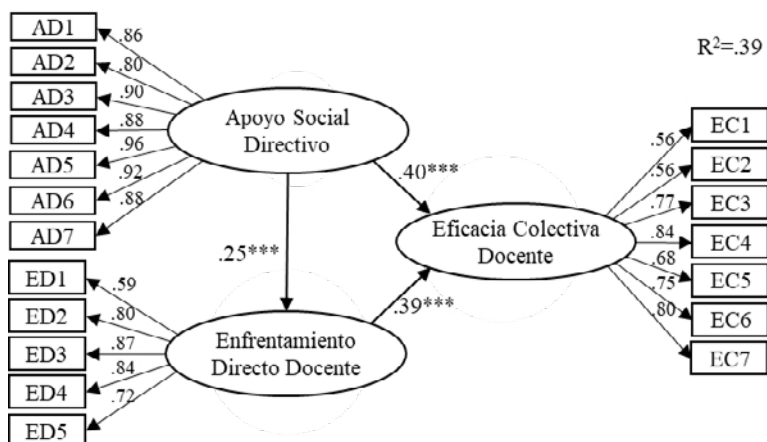 AD1
AD2
AD3
AD4
AD5
AD6
AD7
.86
.80
.90
.88
.96
.92
.88
Apoyo Social
Directivo
R²=.39
.40***
.25***
.39***
Eficacia Colectiva
Docente
.56
.56
.77
.84
.68
.75
.80
EC1
EC2
EC3
EC4
EC5
EC6
EC7
ED1
ED2
ED3
ED4
ED5
.59
.80
.87
.84
.72
Enfrentamiento
Directo Docente